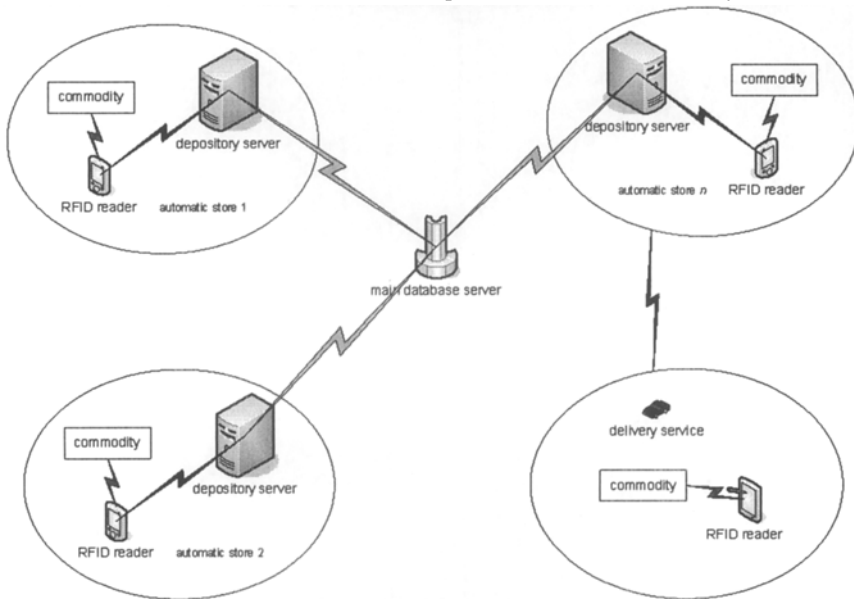 commodity
depository server
RFID reader
automatic store 1
commodity
depository server
automatic store n
RFID reader
main database server
commodity
depository server
RFID reader
automatic store 2
delivery service
commodity
RFID reader